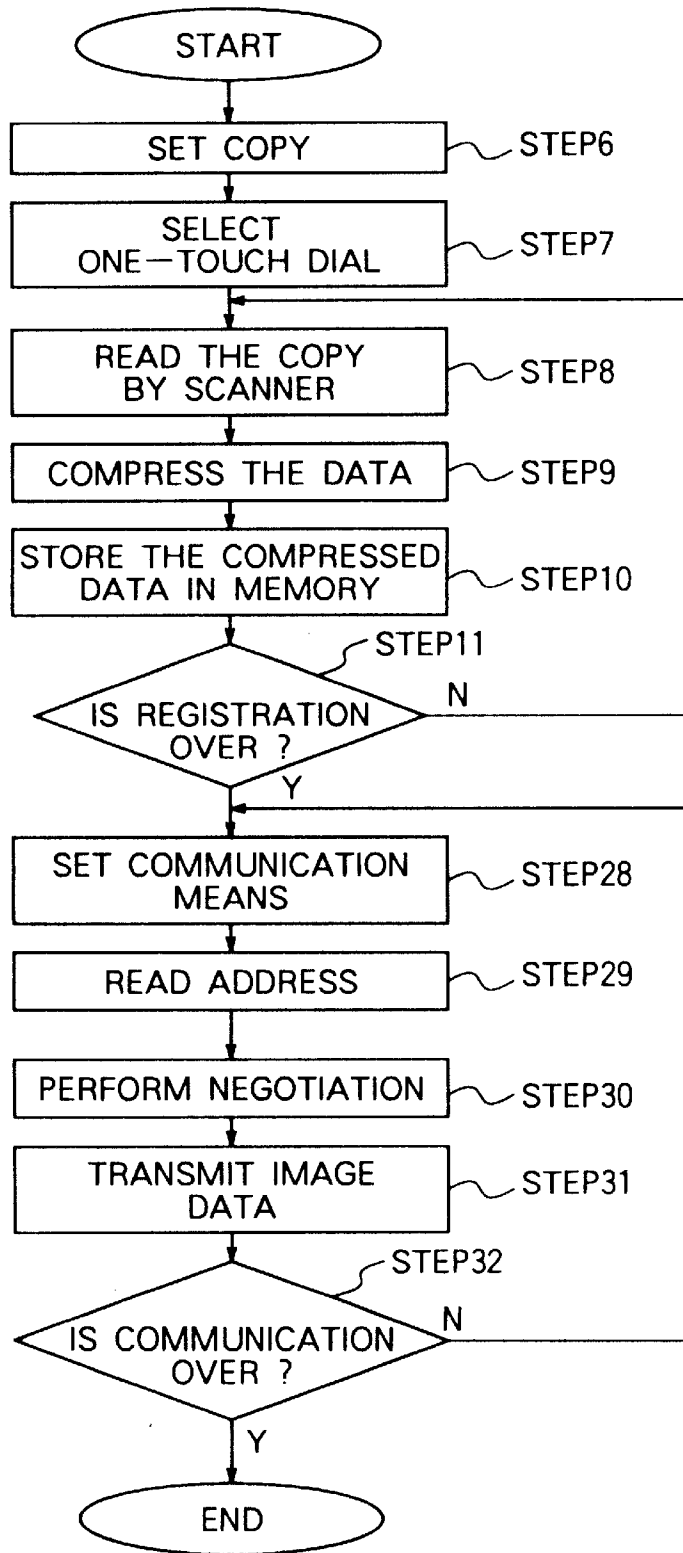 START
SET COPY
STEP6
SELECT
ONE-TOUCH DIAL
STEP7
READ THE COPY
BY SCANNER
STEP8
COMPRESS THE DATA
STEP9
STORE THE COMPRESSED
DATA IN MEMORY
STEP10
STEP11
IS REGISTRATION
OVER ?
N
Y
SET COMMUNICATION
MEANS
STEP28
READ ADDRESS
STEP29
PERFORM NEGOTIATION
STEP30
TRANSMIT IMAGE
DATA
STEP31
STEP32
IS COMMUNICATION
OVER ?
N
Y
END